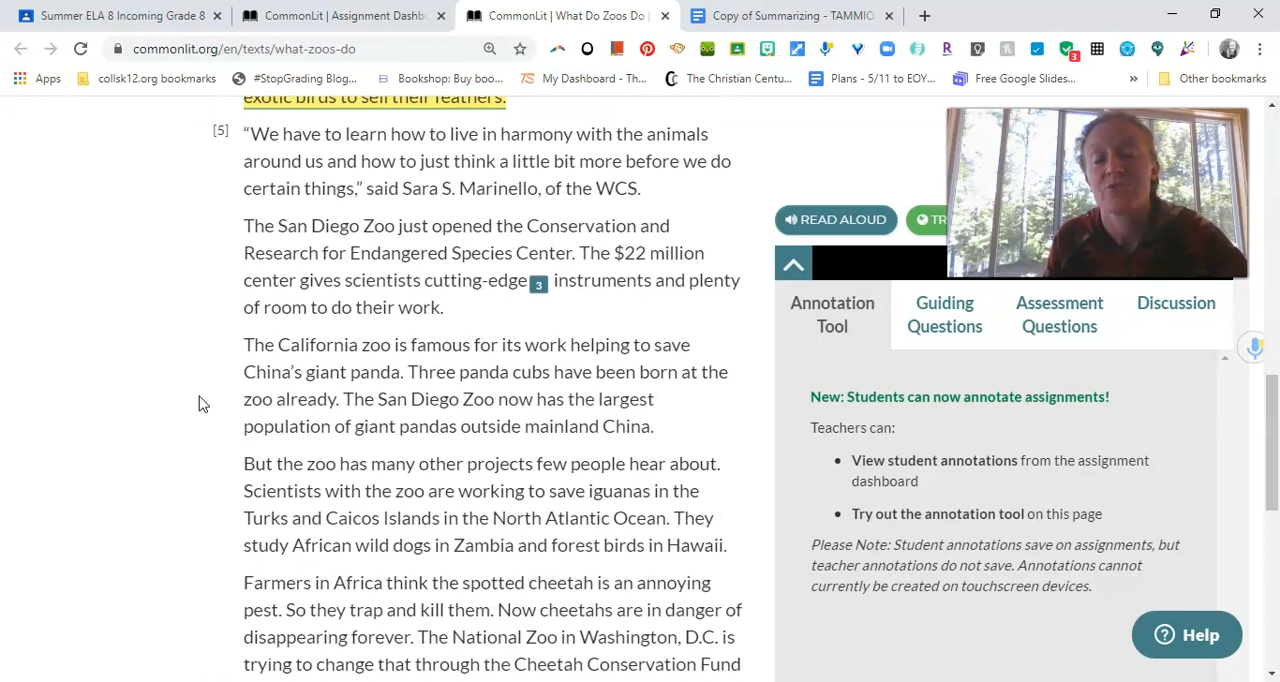 Summer ELA 8 Incoming Grade 8
CommonLit | Assignment Dashb
CommonLit | What Do Zoos Do
Copy of Summarizing - TAMMIO
commonlit.org/en/texts/what-zoos-do
3
Apps
collsk12.org bookmarks
#StopGrading Blog...
Bookshop: Buy boo...
My Dashboard - Th...
The Christian Centu...
Plans - 5/11 to EOY...
Free Google Slides...
»
Other bookmarks
exotic birds to sell their feathers.
[5]
“We have to learn how to live in harmony with the animals
around us and how to just think a little bit more before we do
certain things,” said Sara S. Marinello, of the WCS.
The San Diego Zoo just opened the Conservation and
Research for Endangered Species Center. The $22 million
center gives scientists cutting-edge 3 instruments and plenty
of room to do their work.
The California zoo is famous for its work helping to save
China’s giant panda. Three panda cubs have been born at the
zoo already. The San Diego Zoo now has the largest
population of giant pandas outside mainland China.
But the zoo has many other projects few people hear about.
Scientists with the zoo are working to save iguanas in the
Turks and Caicos Islands in the North Atlantic Ocean. They
study African wild dogs in Zambia and forest birds in Hawaii.
Farmers in Africa think the spotted cheetah is an annoying
pest. So they trap and kill them. Now cheetahs are in danger of
disappearing forever. The National Zoo in Washington, D.C. is
trying to change that through the Cheetah Conservation Fund
READ ALOUD
TR
Annotation
Tool
Guiding
Questions
Assessment
Questions
Discussion
New: Students can now annotate assignments!
Teachers can:
• View student annotations from the assignment
dashboard
• Try out the annotation tool on this page
Please Note: Student annotations save on assignments, but
teacher annotations do not save. Annotations cannot
currently be created on touchscreen devices.
? Help